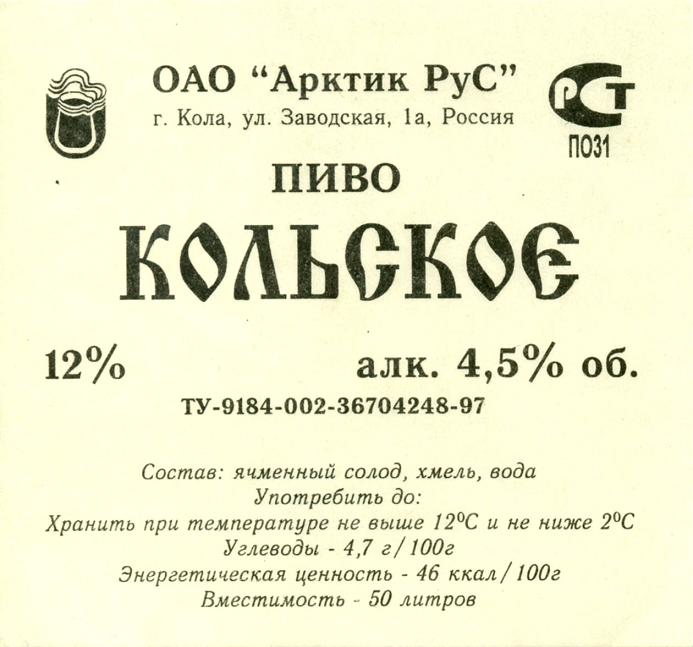 ОАО "Арктик РуС"
г. Кола, ул. Заводская, 1а, Россия
РСТ
ПО31
ПИВО
КОЛЬСКОЕ
12% алк. 4,5% об.
ТУ-9184-002-36704248-97
Состав: ячменный солод, хмель, вода
Употребить до:
Хранить при температуре не выше 12⁰С и не ниже 2⁰С
Углеводы - 4,7 г/100г
Энергетическая ценность - 46 ккал/100г
Вместимость - 50 литров